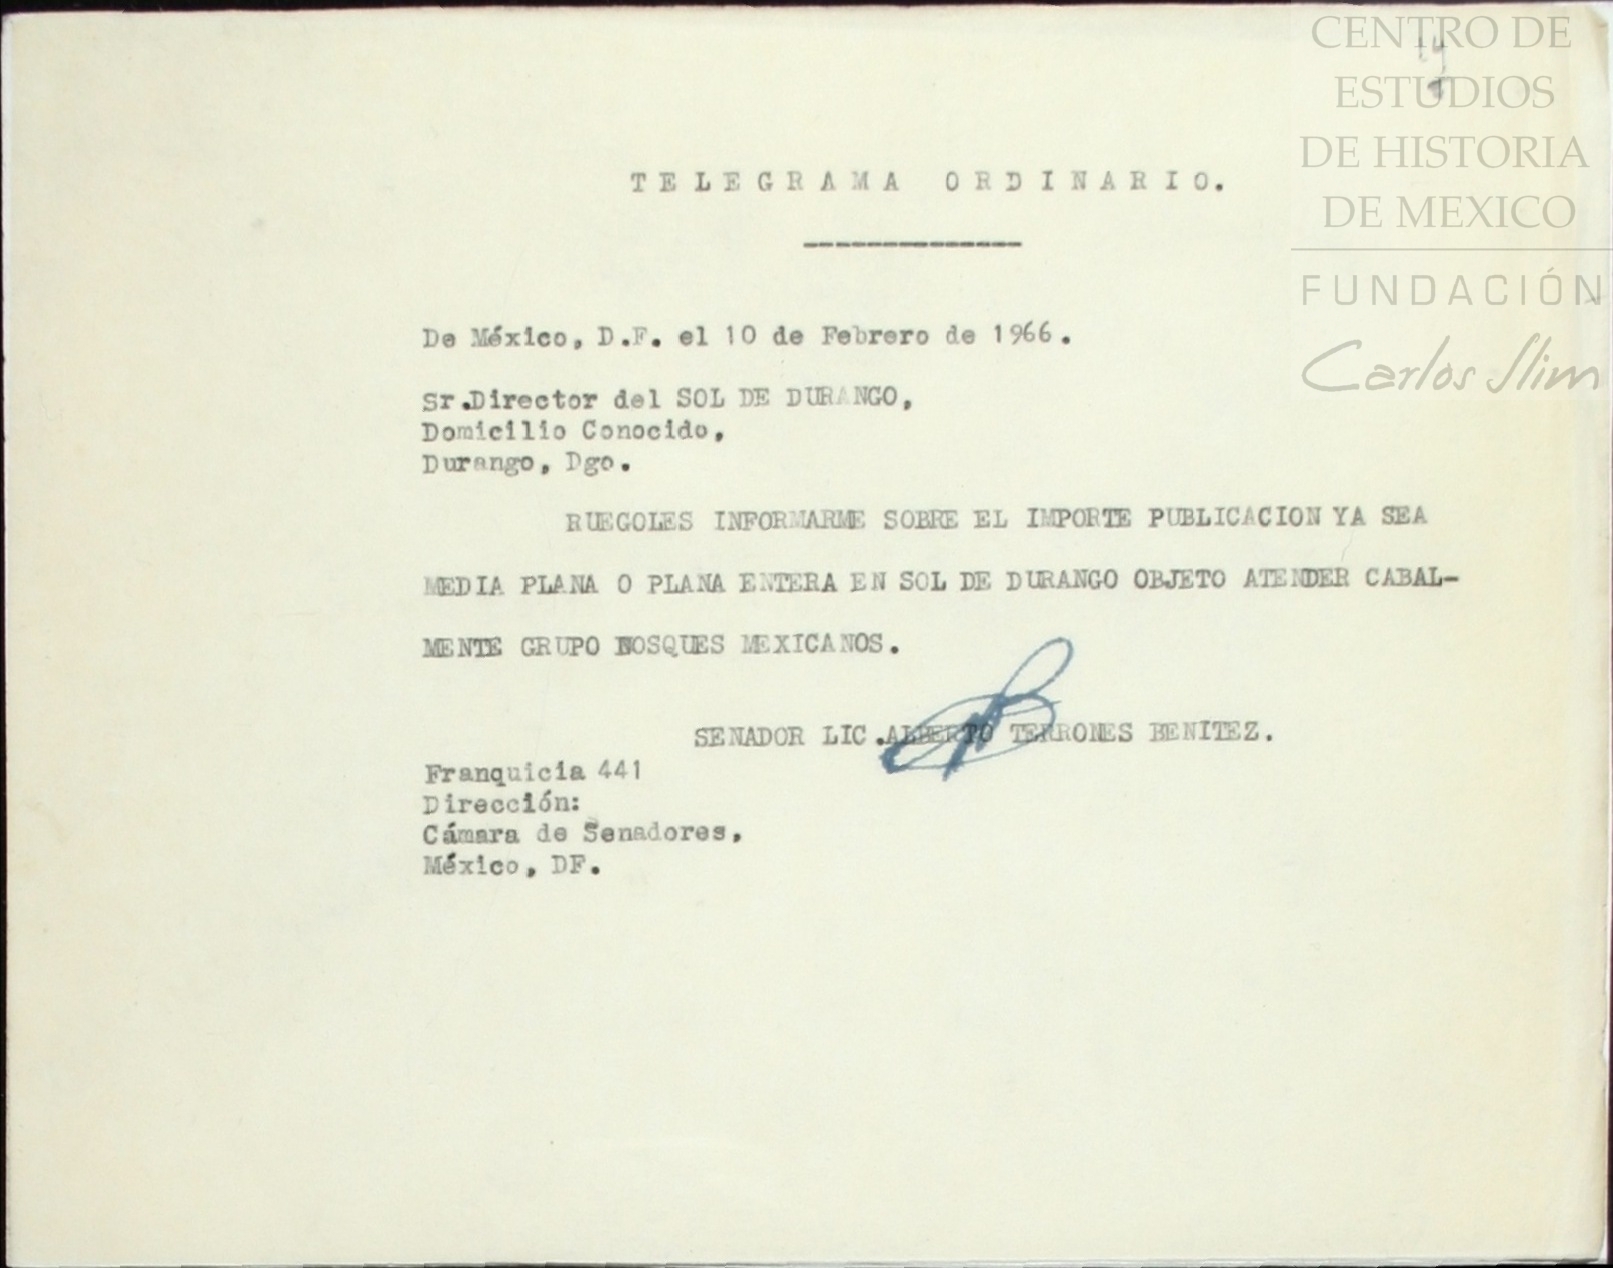 CENTRO DE
ESTUDIOS
DE HISTORIA
DE MEXICO
FUNDACIÓN
Carlos Slim
TELEGRAMA ORDINARIO.
De México, D.F. el 10 de Febrero de 1966.
Sr.Director del SOL DE DURANGO,
Domicilio Conocido,
Durango, Dgo.
RUEGOLES INFORMARME SOBRE EL IMPORTE PUBLICACION YA SEA
MEDIA PLANA O PLANA ENTERA EN SOL DE DURANGO OBJETO ATENDER CABAL-
MENTE GRUPO BOSQUES MEXICANOS.
SENADOR LIC.ALBERTO TERRONES BENITEZ.
Franquicia 441
Dirección:
Cámara de Senadores,
México, DF.